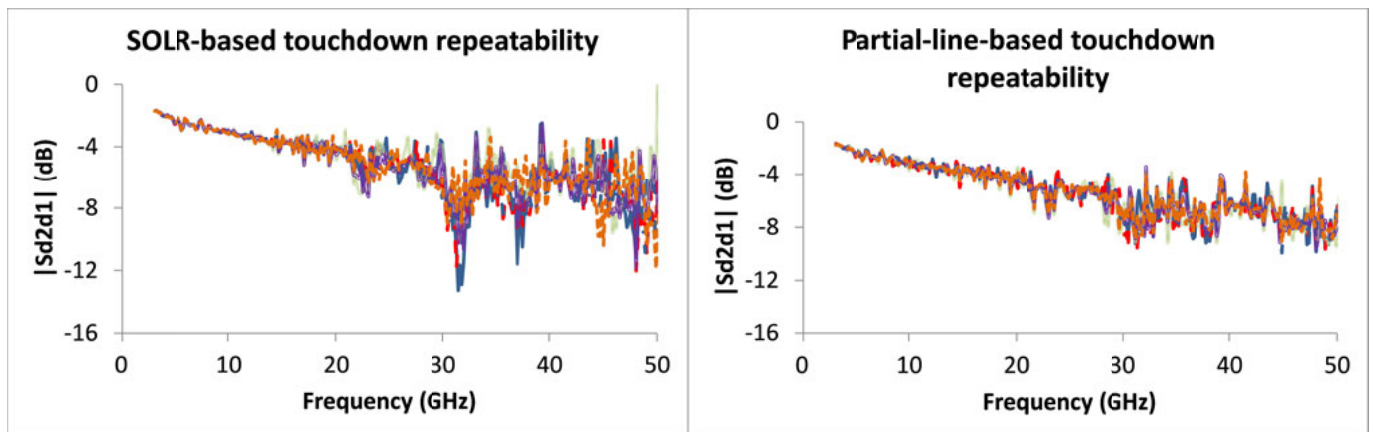 SOLR-based touchdown repeatability
0
-4
-8
-12
-16
|Sd2d1| (dB)
0 10 20 30 40 50
Frequency (GHz)
Partial-line-based touchdown
repeatability
0
-4
-8
-12
-16
|Sd2d1| (dB)
0 10 20 30 40 50
Frequency (GHz)